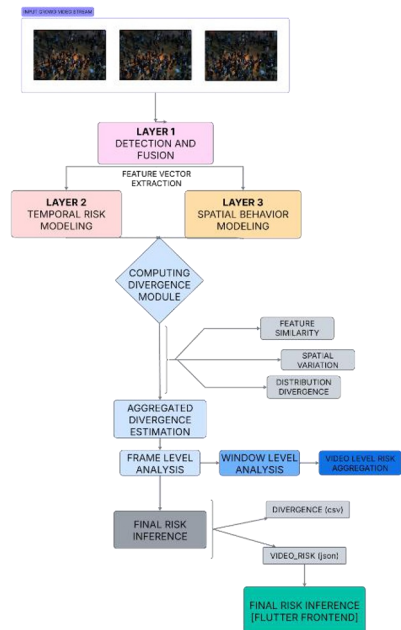 INPUT: CROWD VIDEO STREAM
LAYER 1
DETECTION AND
FUSION
FEATURE VECTOR
EXTRACTION
LAYER 2
TEMPORAL RISK
MODELING
LAYER 3
SPATIAL BEHAVIOR
MODELING
COMPUTING
DIVERGENCE
MODULE
FEATURE
SIMILARITY
SPATIAL
VARIATION
DISTRIBUTION
DIVERGENCE
AGGREGATED
DIVERGENCE
ESTIMATION
FRAME LEVEL
ANALYSIS
WINDOW LEVEL
ANALYSIS
VIDEO LEVEL RISK
AGGREGATION
FINAL RISK
INFERENCE
DIVERGENCE (csv)
VIDEO_RISK (json)
FINAL RISK INFERENCE
[FLUTTER FRONTEND]